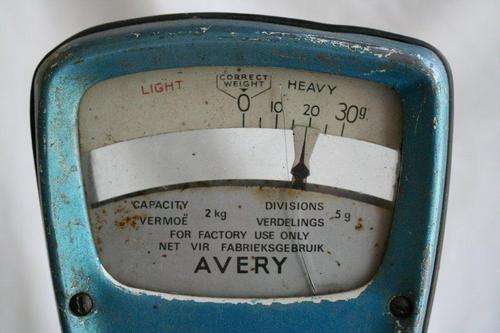 LIGHT CORRECT WEIGHT HEAVY
0 10 20 30g
CAPACITY 2 kg DIVISIONS 5 g
VERMOË VERDELINGS
FOR FACTORY USE ONLY
NET VIR FABRIEKSGEBRUIK
AVERY